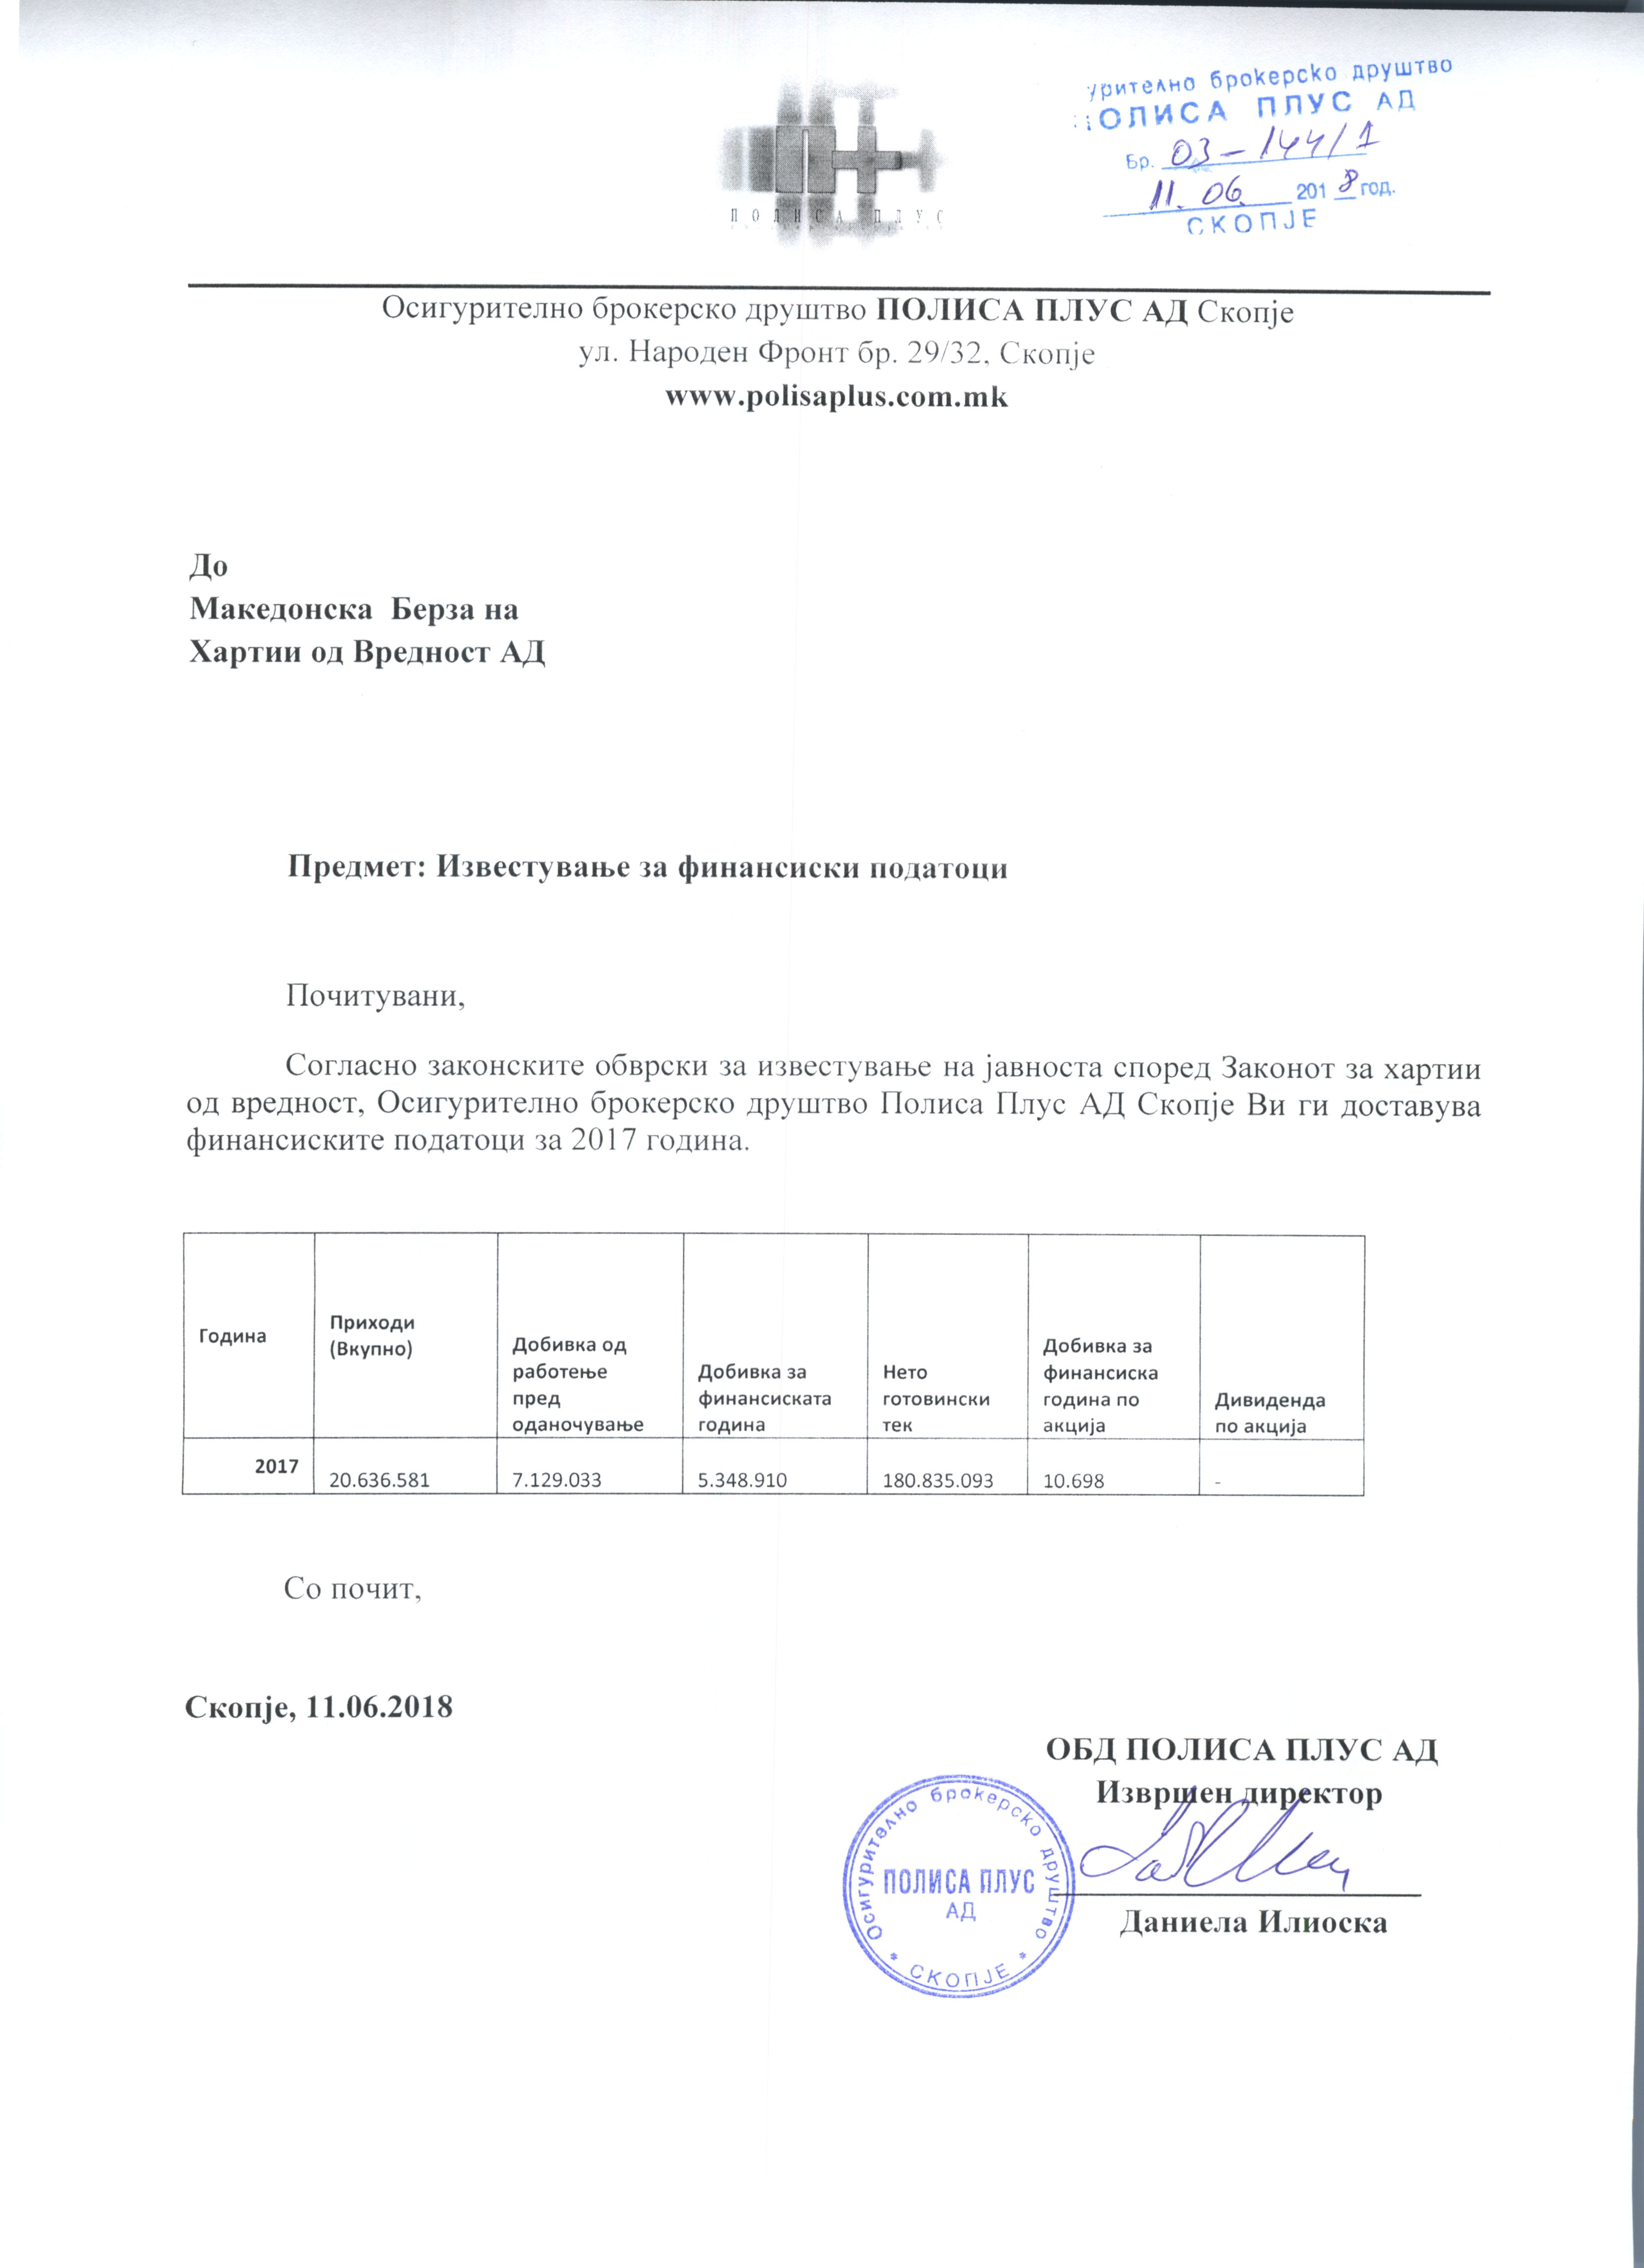 урително брокерско друштво
ПОЛИСА ПЛУС АД
Бр. 03-144/1
11. 06. 2018 год.
СКОПЈЕ
ПОЛИСА ПЛУС
Осигурително брокерско друштво ПОЛИСА ПЛУС АД Скопје
ул. Народен Фронт бр. 29/32, Скопје
www.polisaplus.com.mk
До
Македонска Берза на
Хартии од Вредност АД
Предмет: Известување за финансиски податоци
Почитувани,
Согласно законските обврски за известување на јавноста според Законот за хартии
од вредност, Осигурително брокерско друштво Полиса Плус АД Скопје Ви ги доставува
финансиските податоци за 2017 година.
Година
Приходи
(Вкупно)
Добивка од
работење
пред
оданочување
Добивка за
финансиската
година
Нето
готовински
тек
Добивка за
финансиска
година по
акција
Дивиденда
по акција
2017 20.636.581 7.129.033 5.348.910 180.835.093 10.698 -
Со почит,
Скопје, 11.06.2018
ОБД ПОЛИСА ПЛУС АД
Извршен директор
Даниела Илиоска
Осигурително брокерско друштво
ПОЛИСА ПЛУС
АД
* СКОПЈЕ *